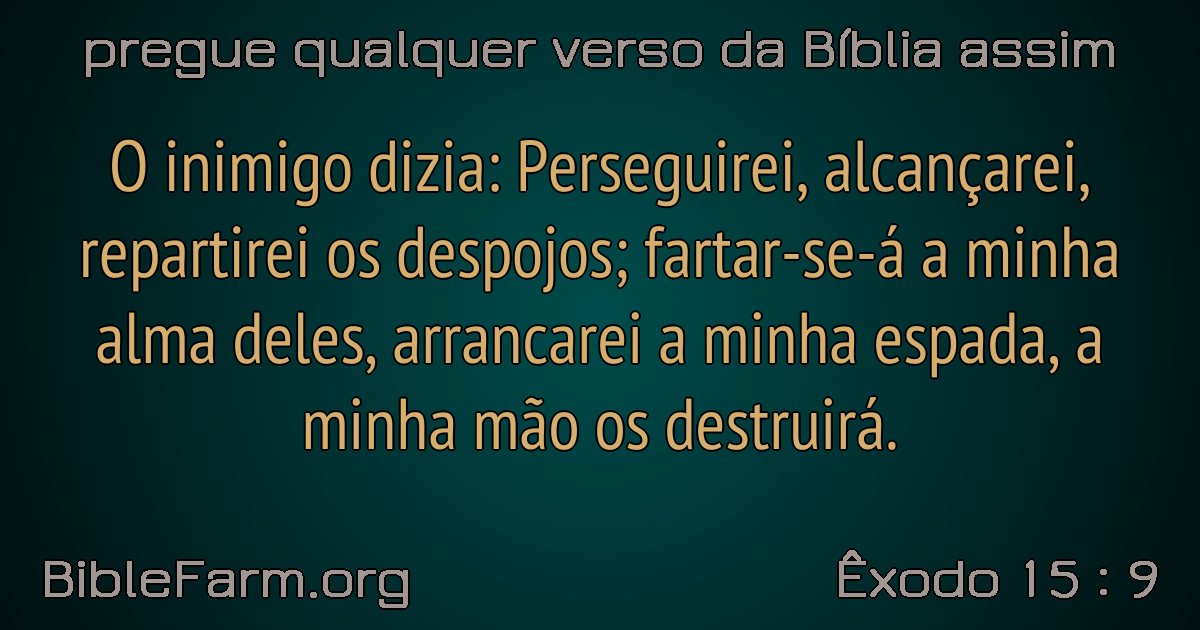 pregue qualquer verso da Bíblia assim
O inimigo dizia: Perseguirei, alcançarei,
repartirei os despojos; fartar-se-á a minha
alma deles, arrancarei a minha espada, a
minha mão os destruirá.
BibleFarm.org
Êxodo 15 : 9